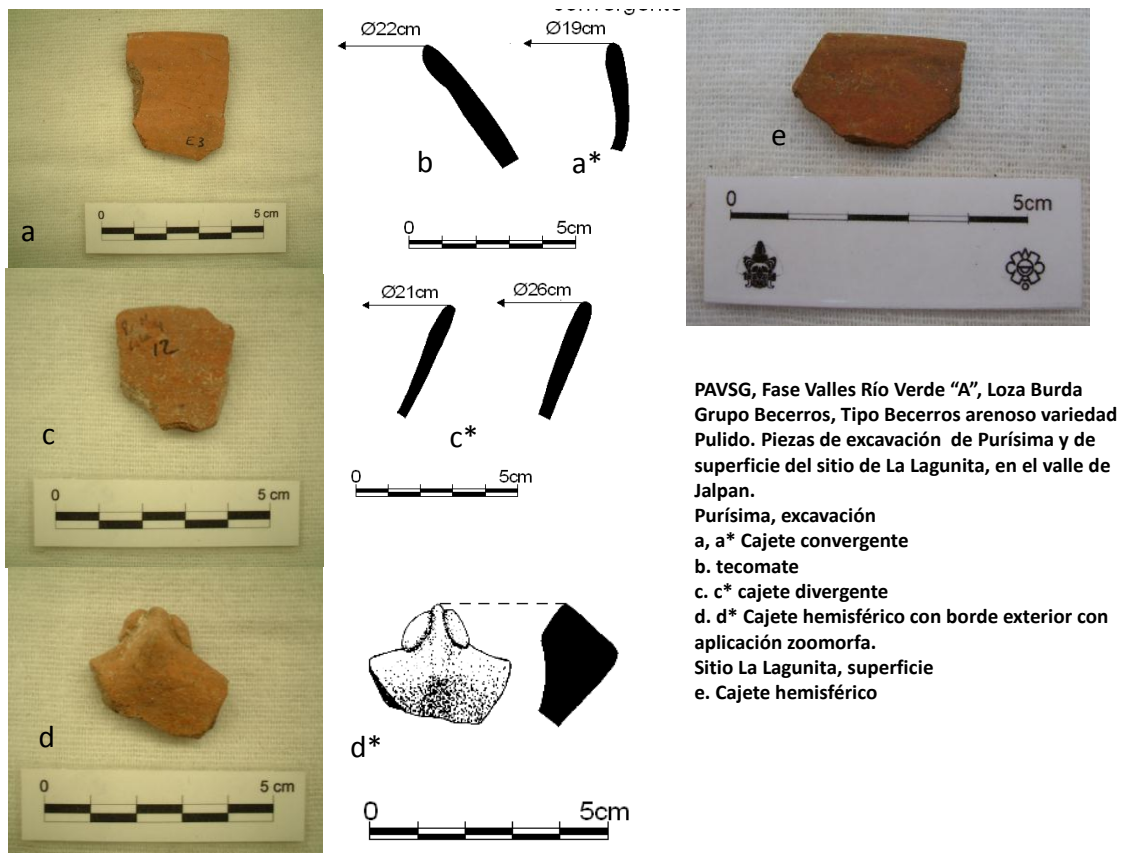 convergente
Ø22cm
Ø19cm
E3
0 5 cm
a
b
a*
0 5cm
e
0 5cm
Ø21cm
Ø26cm
12
c
c*
0 5 cm
0 5cm
d
d*
0 5 cm
0 5cm
PAVSG, Fase Valles Río Verde “A”, Loza Burda
Grupo Becerros, Tipo Becerros arenoso variedad
Pulido. Piezas de excavación de Purísima y de
superficie del sitio de La Lagunita, en el valle de
Jalpan.
Purísima, excavación
a, a* Cajete convergente
b. tecomate
c. c* cajete divergente
d. d* Cajete hemisférico con borde exterior con
aplicación zoomorfa.
Sitio La Lagunita, superficie
e. Cajete hemisférico